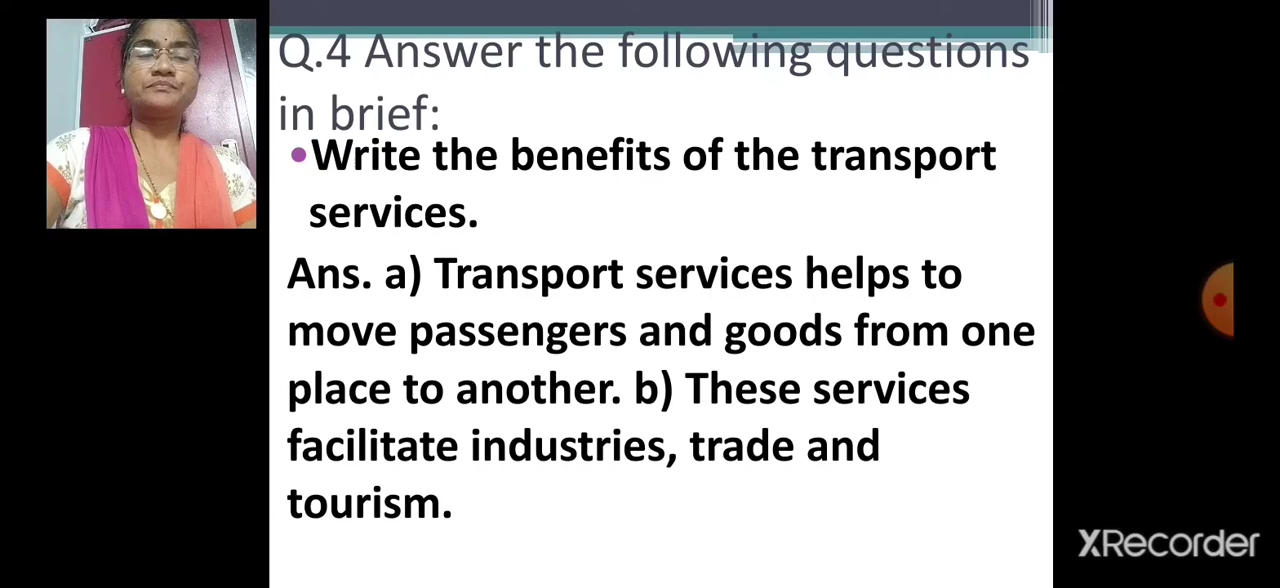 Q.4 Answer the following questions
in brief:
•Write the benefits of the transport
services.
Ans. a) Transport services helps to
move passengers and goods from one
place to another. b) These services
facilitate industries, trade and
tourism.
XRecorder